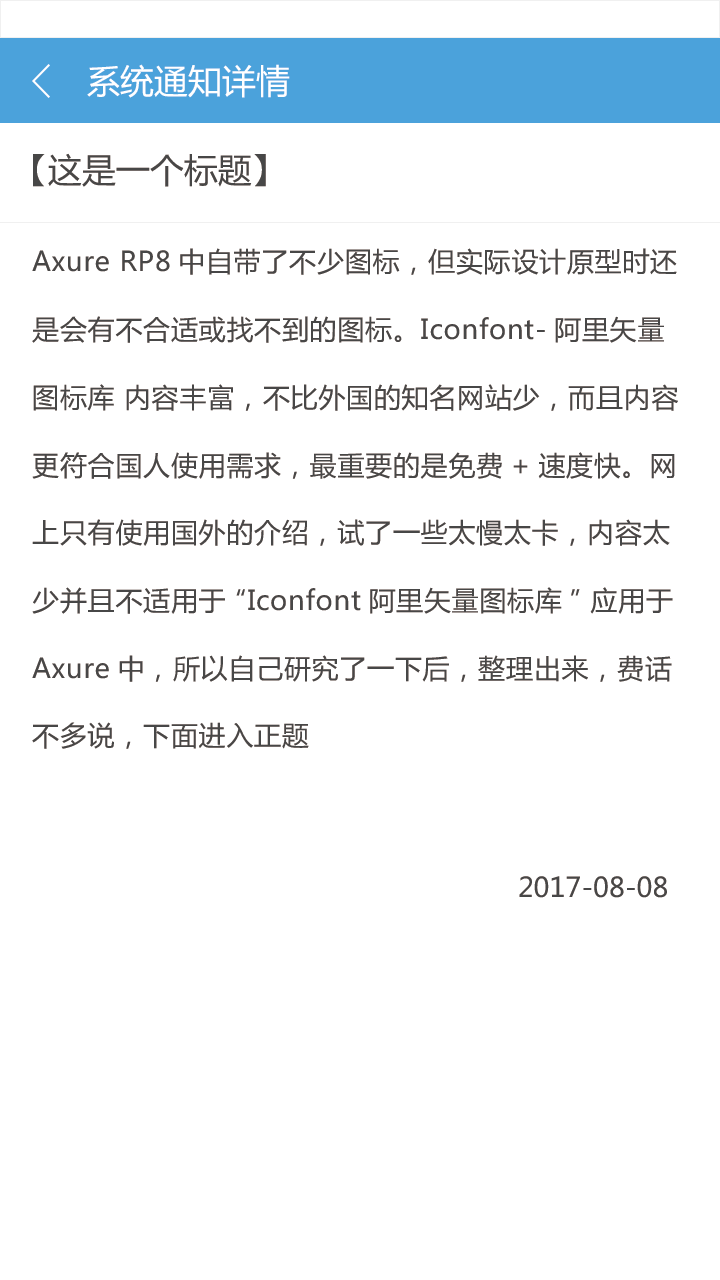 系统通知详情
【这是一个标题】
Axure RP8 中自带了不少图标，但实际设计原型时还
是会有不合适或找不到的图标。Iconfont- 阿里矢量
图标库 内容丰富，不比外国的知名网站少，而且内容
更符合国人使用需求，最重要的是免费 + 速度快。网
上只有使用国外的介绍，试了一些太慢太卡，内容太
少并且不适用于 “Iconfont 阿里矢量图标库 ” 应用于
Axure 中，所以自己研究了一下后，整理出来，费话
不多说，下面进入正题
2017-08-08